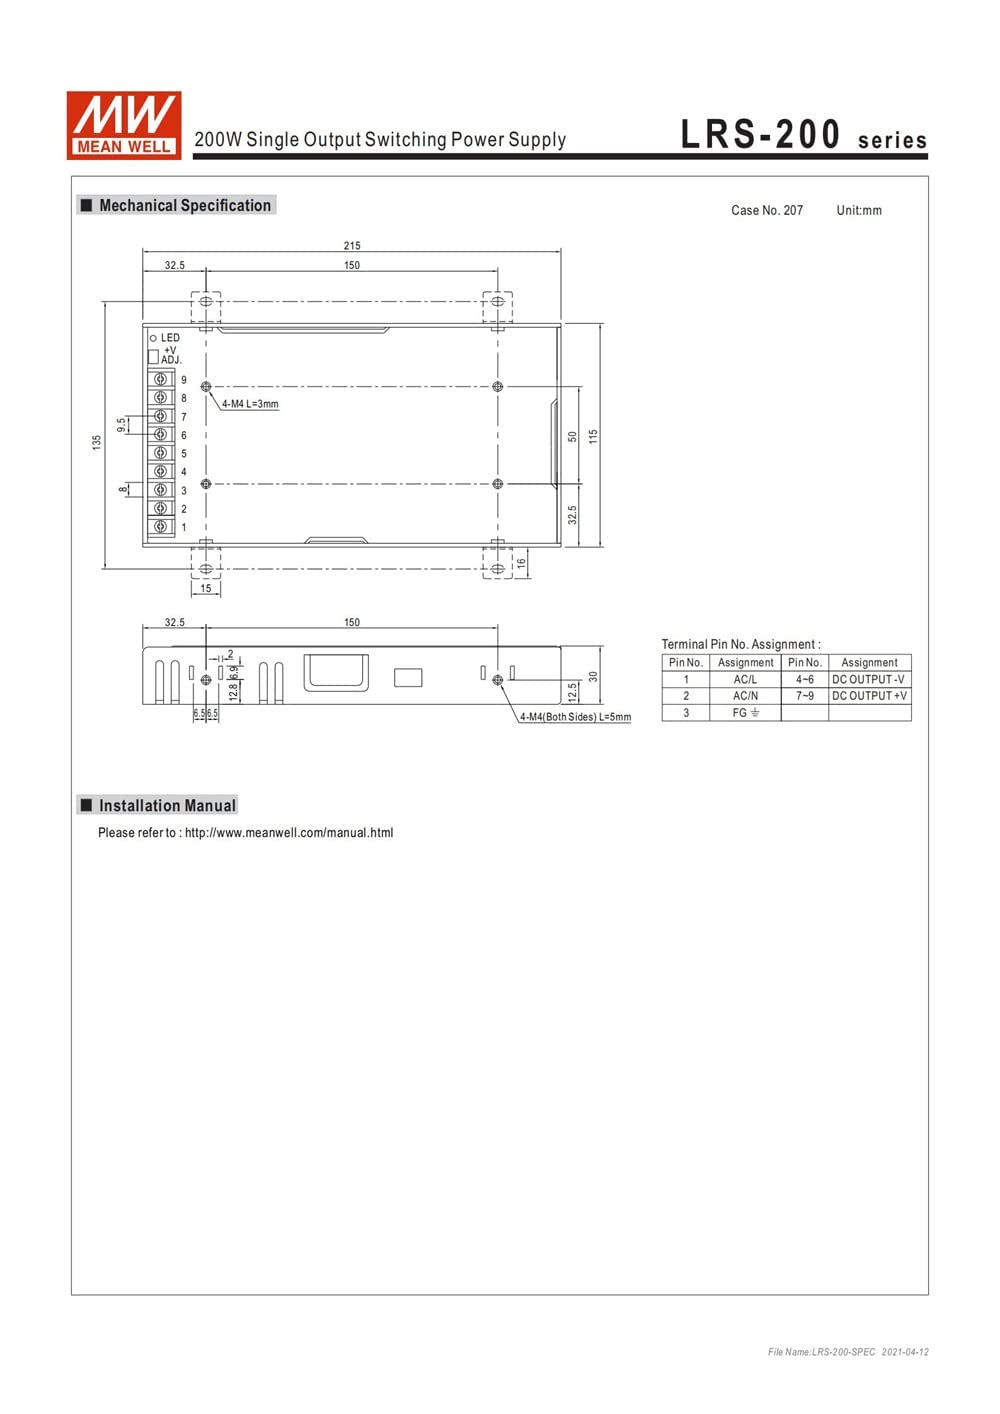 MW
MEAN WELL
200W Single Output Switching Power Supply
LRS-200 series
Mechanical Specification
Case No. 207 Unit:mm
215
32.5 150
LED
+V
ADJ.
9
8
7
6
5
4
3
2
1
4-M4 L=3mm
9.5
8
135
50
115
32.5
16
15
32.5 150
2
6.9
12.8
6.5 6.5
12.5
30
4-M4(Both Sides) L=5mm
Terminal Pin No. Assignment :
Pin No. Assignment Pin No. Assignment
1 AC/L 4~6 DC OUTPUT -V
2 AC/N 7~9 DC OUTPUT +V
3 FG ⏚
Installation Manual
Please refer to : http://www.meanwell.com/manual.html
File Name:LRS-200-SPEC 2021-04-12